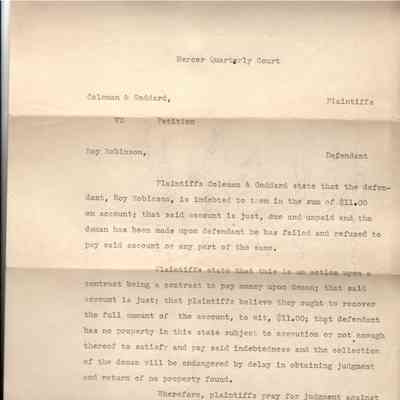 Mercer Quarterly Court
Coleman & Goddard, Plaintiffs
VS Petition
Roy Robinson, Defendant
Plaintiffs Coleman & Goddard state that the defen-
dant, Roy Robinson, is indebted to them in the sum of $11.00
on account; that said account is just, due and unpaid and tho
deman has been made upon defendant he has failed and refused to
pay said account or any part of the same.
Plaintiffs state that this is an action upon a
contract being a contract to pay money upon deman; that said
account is just; that plaintiffs believe they ought to recover
the full amount of the account, to wit, $11.00; that defendant
has no property in this state subject to execution or not enough
thereof to satisfy and pay said indebtedness and the collection
of the deman will be endangered by delay in obtaining judgment
and return of no property found.
Wherefore, plaintiffs pray for judgment against